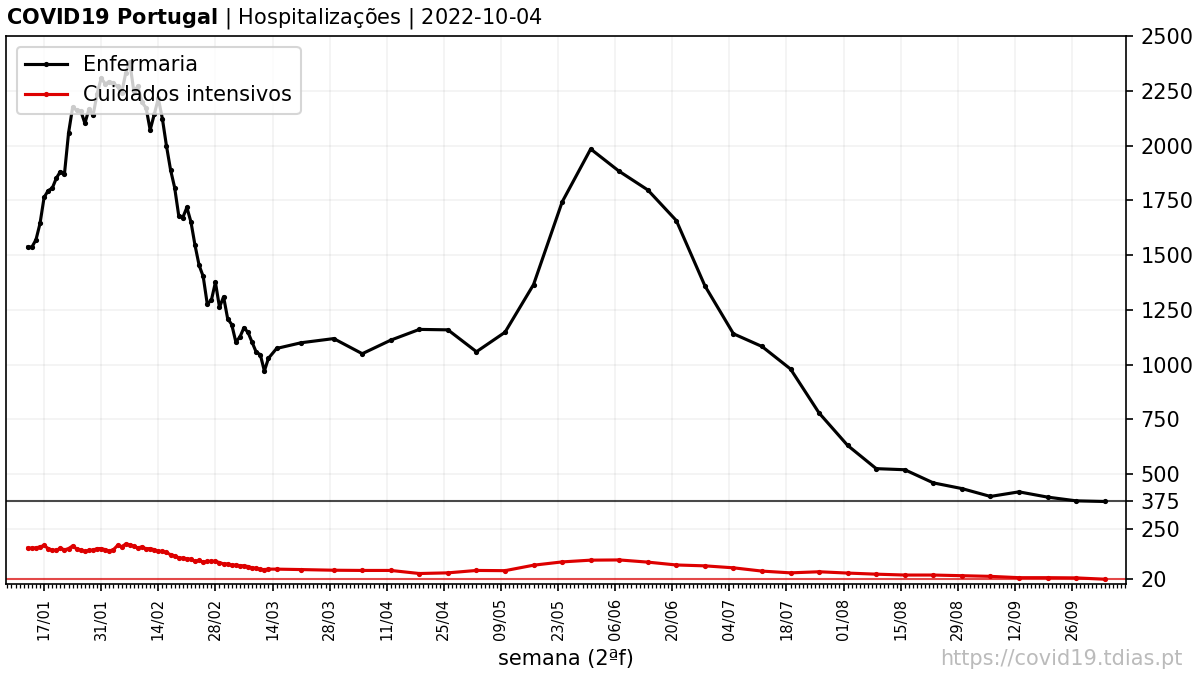 COVID19 Portugal | Hospitalizações | 2022-10-04
Enfermaria
Cuidados intensivos
2500
2250
2000
1750
1500
1250
1000
750
500
375
250
20
17/01 31/01 14/02 28/02 14/03 28/03 11/04 25/04 09/05 23/05 06/06 20/06 04/07 18/07 01/08 15/08 29/08 12/09 26/09
semana (2ªf)
https://covid19.tdias.pt